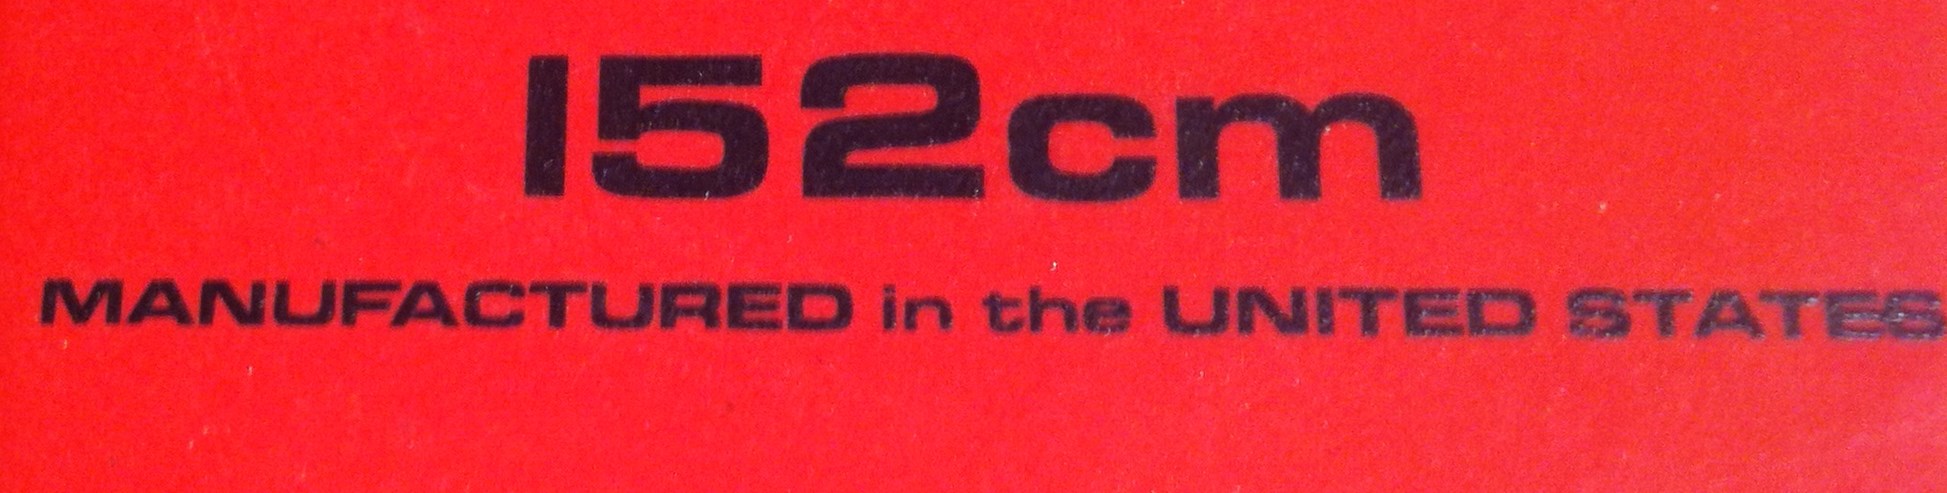 152cm
MANUFACTURED in the UNITED STATES